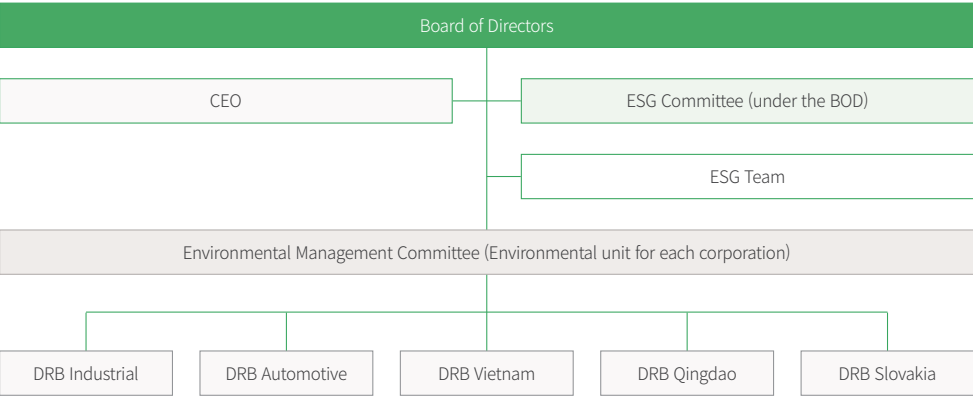 Board of Directors
CEO
ESG Committee (under the BOD)
ESG Team
Environmental Management Committee (Environmental unit for each corporation)
DRB Industrial
DRB Automotive
DRB Vietnam
DRB Qingdao
DRB Slovakia